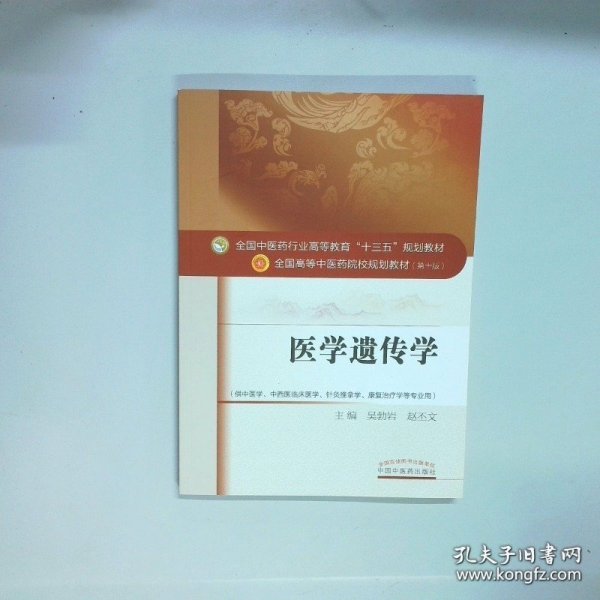 全国中医药行业高等教育“十三五”规划教材
全国高等中医药院校规划教材（第十版）
医学遗传学
（供中医学、中西医临床医学、针灸推拿学、康复治疗学等专业用）
主编 吴勃岩 赵丕文
中国中医药出版社
孔夫子旧书网
www.kongfz.com